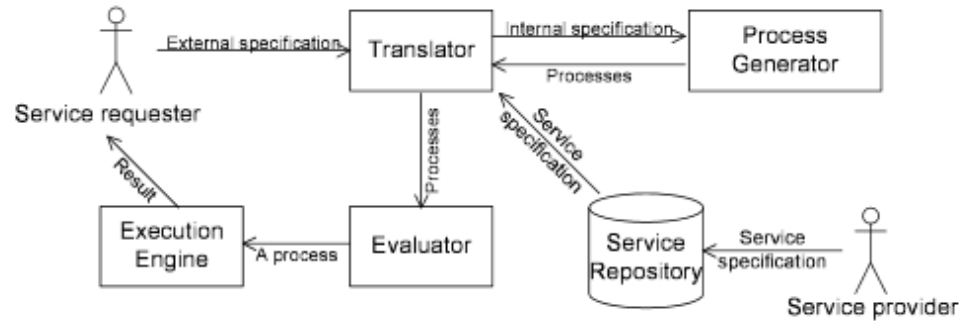 External specification
Translator
Internal specification
Process
Generator
Processes
Service requester
Service
specification
Processes
Result
Execution
Engine
A process
Evaluator
Service
Repository
Service
specification
Service provider